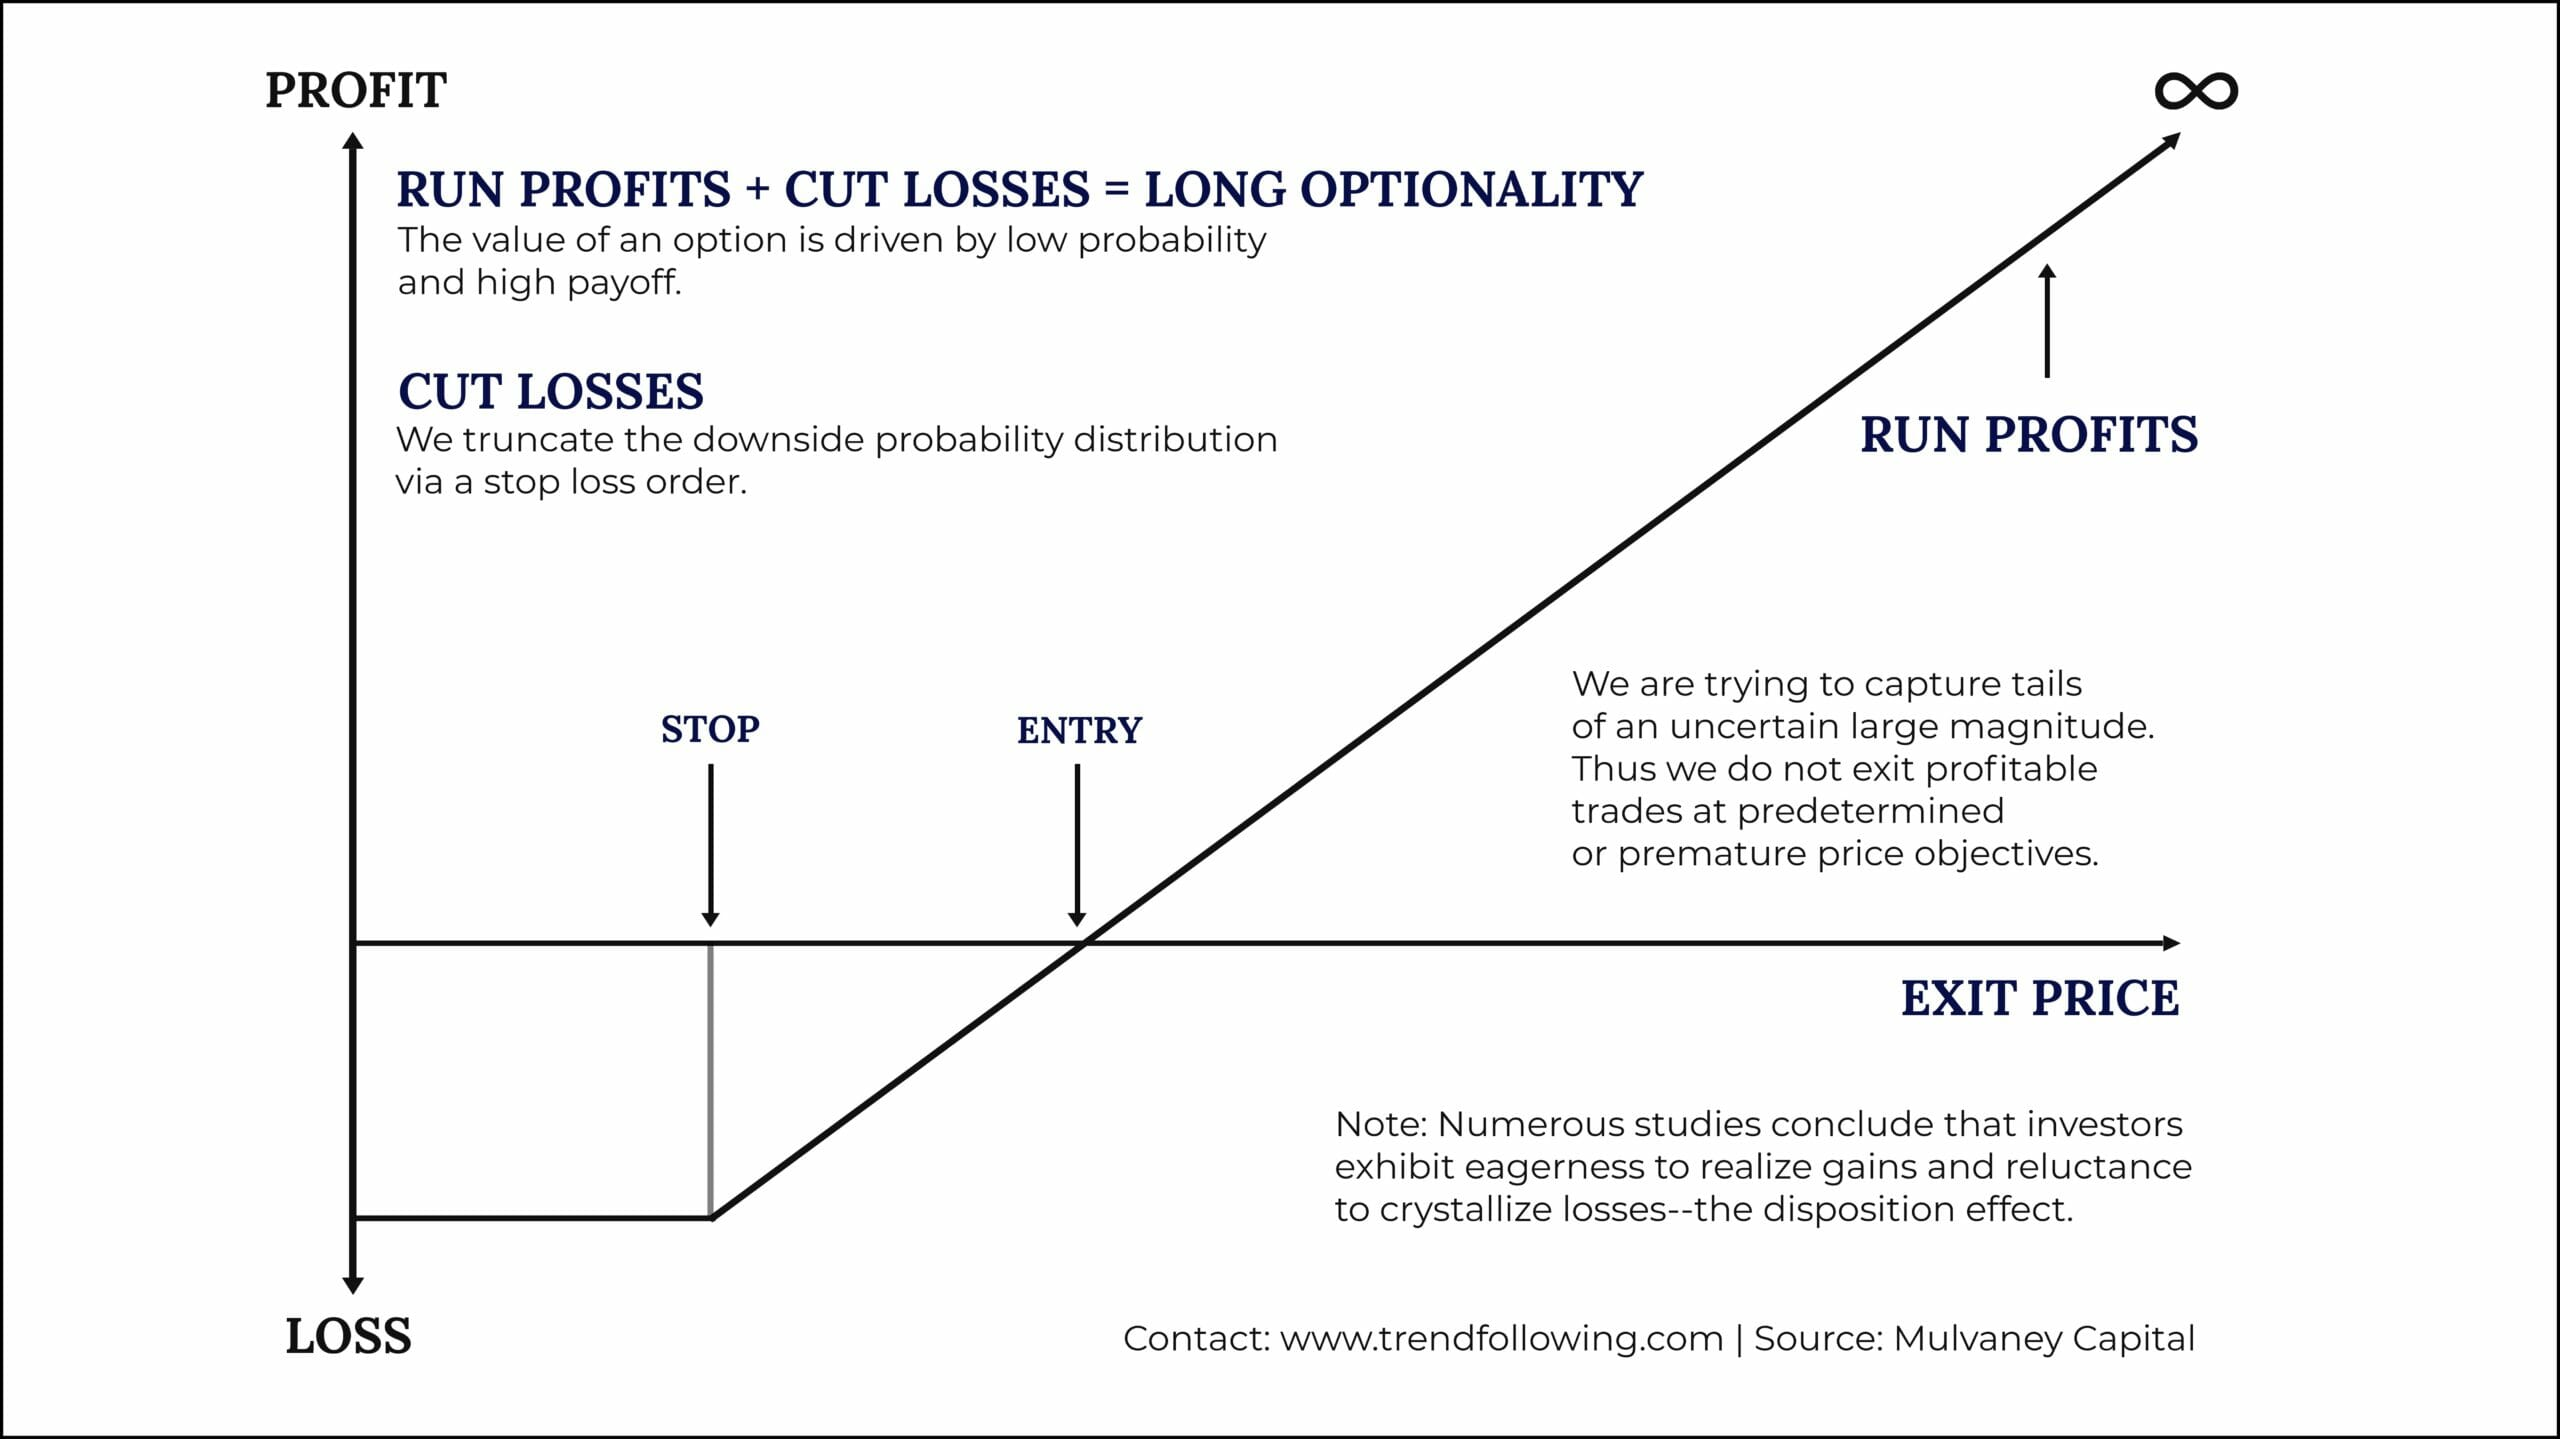 PROFIT
∞
RUN PROFITS + CUT LOSSES = LONG OPTIONALITY
The value of an option is driven by low probability
and high payoff.
CUT LOSSES
We truncate the downside probability distribution
via a stop loss order.
RUN PROFITS
STOP
ENTRY
We are trying to capture tails
of an uncertain large magnitude.
Thus we do not exit profitable
trades at predetermined
or premature price objectives.
EXIT PRICE
Note: Numerous studies conclude that investors
exhibit eagerness to realize gains and reluctance
to crystallize losses--the disposition effect.
LOSS
Contact: www.trendfollowing.com | Source: Mulvaney Capital